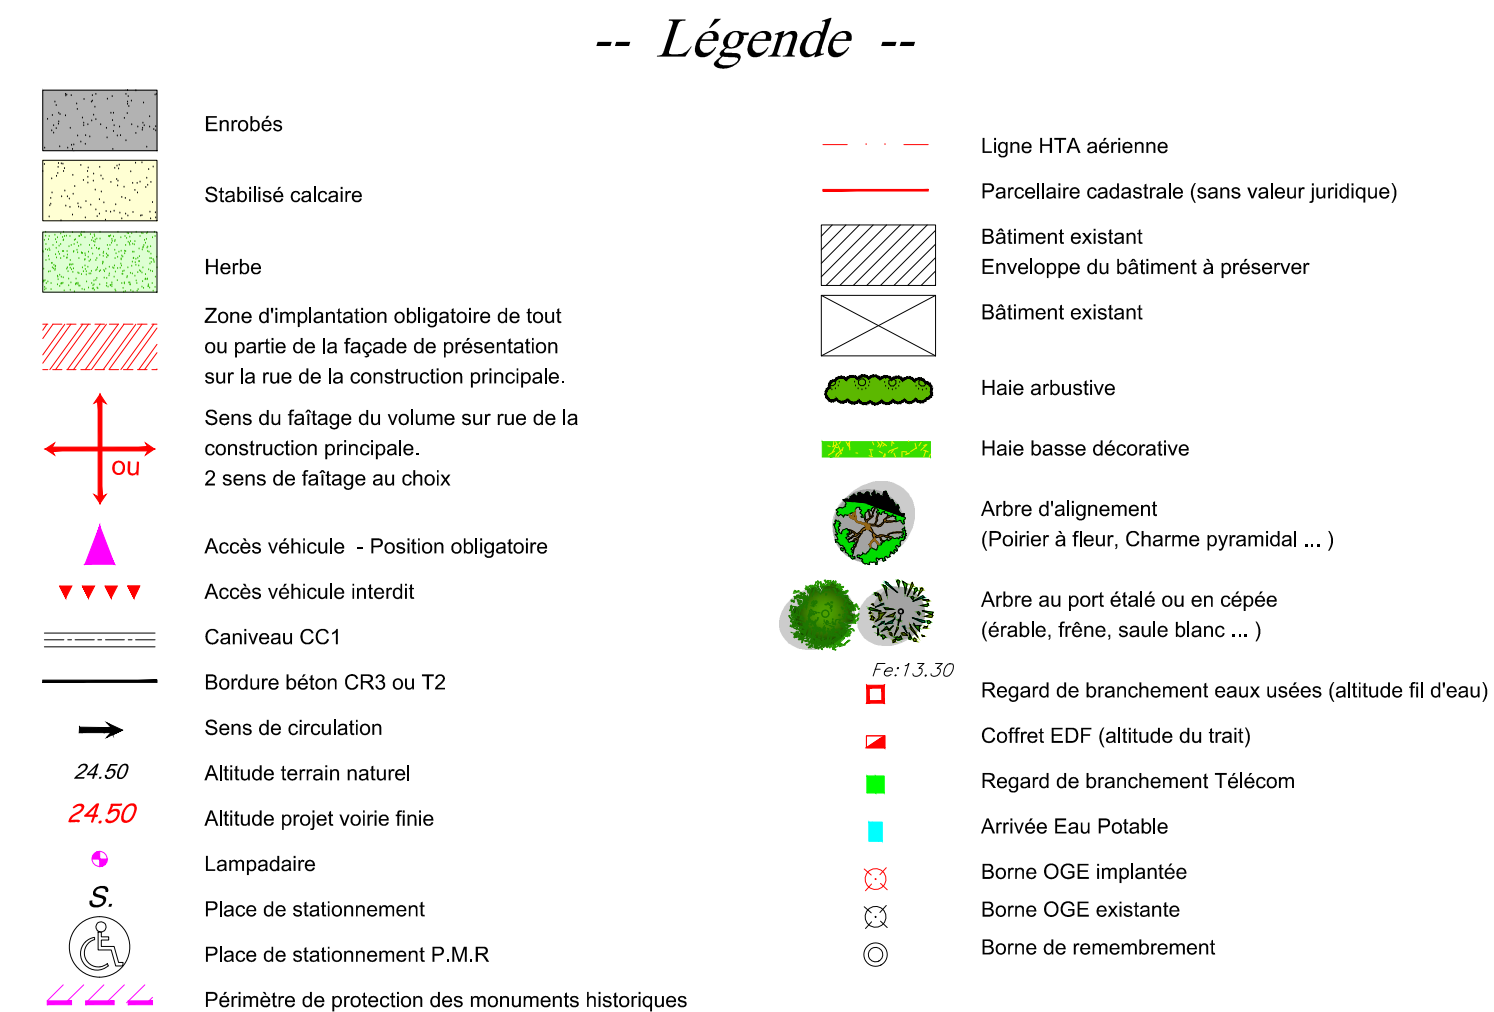 -- Légende --
Enrobés
Stabilisé calcaire
Herbe
Zone d'implantation obligatoire de tout
ou partie de la façade de présentation
sur la rue de la construction principale.
Sens du faîtage du volume sur rue de la
construction principale.
2 sens de faîtage au choix
ou
Accès véhicule - Position obligatoire
Accès véhicule interdit
Caniveau CC1
Bordure béton CR3 ou T2
Sens de circulation
24.50 Altitude terrain naturel
24.50 Altitude projet voirie finie
Lampadaire
S. Place de stationnement
Place de stationnement P.M.R
Périmètre de protection des monuments historiques
Ligne HTA aérienne
Parcellaire cadastrale (sans valeur juridique)
Bâtiment existant
Enveloppe du bâtiment à préserver
Bâtiment existant
Haie arbustive
Haie basse décorative
Arbre d'alignement
(Poirier à fleur, Charme pyramidal ... )
Arbre au port étalé ou en cépée
(érable, frêne, saule blanc ... )
Fe:13.30
Regard de branchement eaux usées (altitude fil d'eau)
Coffret EDF (altitude du trait)
Regard de branchement Télécom
Arrivée Eau Potable
Borne OGE implantée
Borne OGE existante
Borne de remembrement